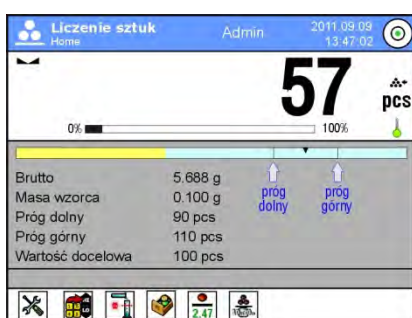 Liczenie sztuk
Home
Admin
2011.09.09
13:47:02
57
pcs
0%
100%
próg dolny
próg górny
Brutto 5.688 g
Masa wzorca 0.100 g
Próg dolny 90 pcs
Próg górny 110 pcs
Wartość docelowa 100 pcs
2.47